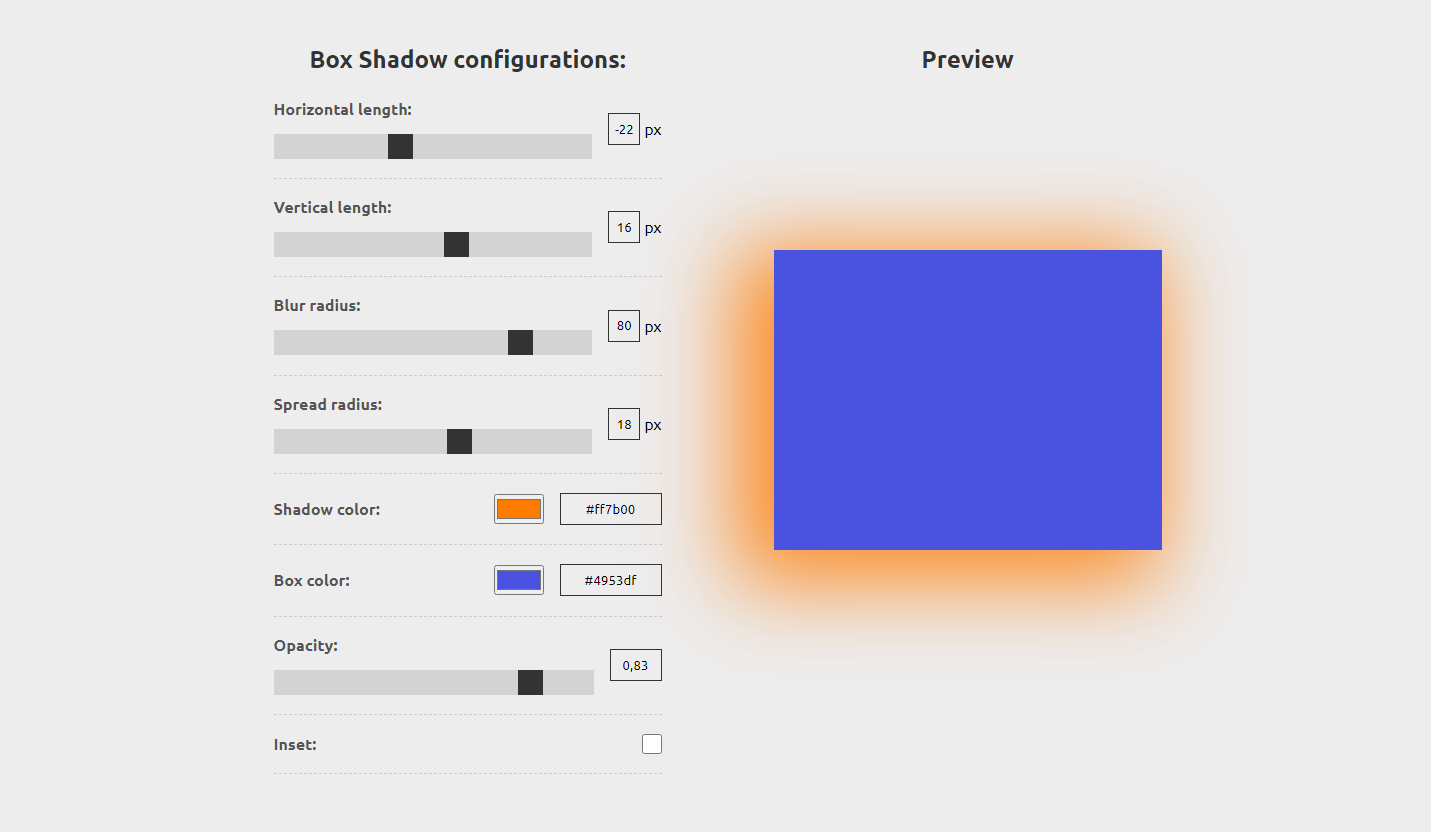 Box Shadow configurations:
Horizontal length:
-22 px
Vertical length:
16 px
Blur radius:
80 px
Spread radius:
18 px
Shadow color:
#ff7b00
Box color:
#4953df
Opacity:
0,83
Inset:
Preview